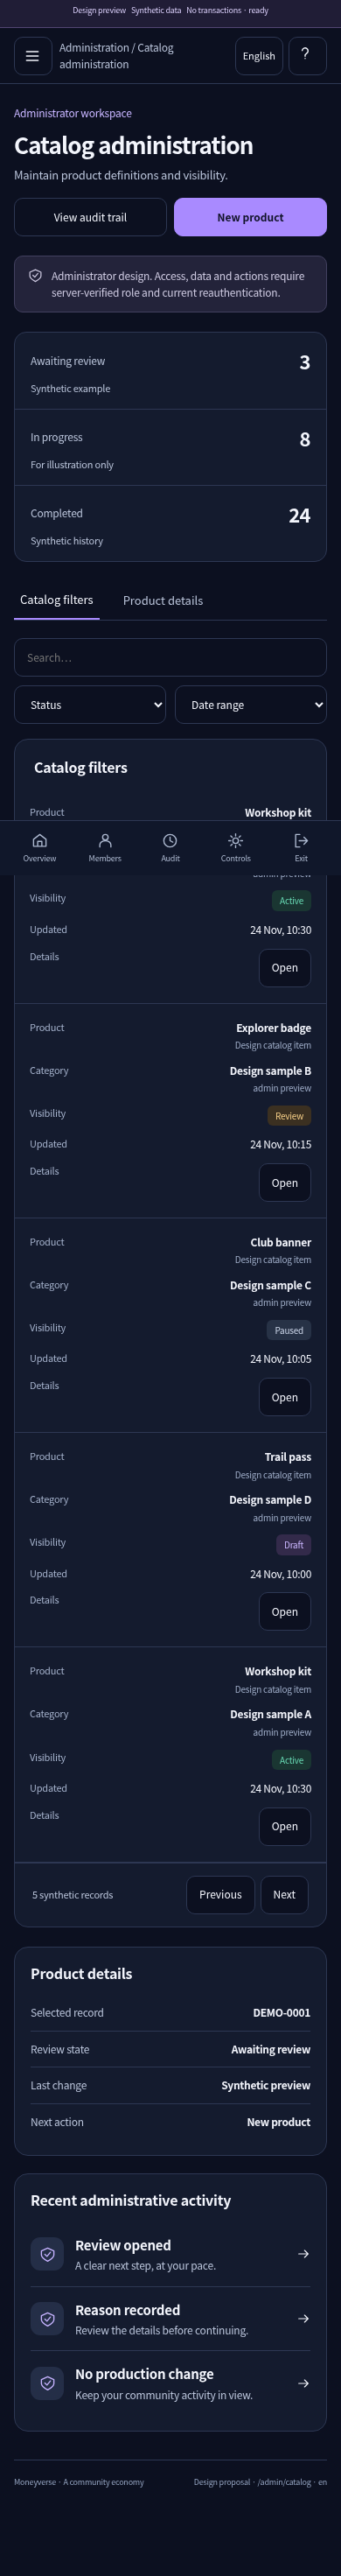 Design preview Synthetic data No transactions · ready
Administration / Catalog
administration
English
?
Administrator workspace
Catalog administration
Maintain product definitions and visibility.
View audit trail
New product
Administrator design. Access, data and actions require
server-verified role and current reauthentication.
Awaiting review
3
Synthetic example
In progress
8
For illustration only
Completed
24
Synthetic history
Catalog filters
Product details
Search...
Status
Date range
Catalog filters
Product
Workshop kit
Overview
Members
Audit
Controls
Exit
Visibility
Active
Updated
24 Nov, 10:30
Details
Open
Product
Explorer badge
Design catalog item
Category
Design sample B
admin preview
Visibility
Review
Updated
24 Nov, 10:15
Details
Open
Product
Club banner
Design catalog item
Category
Design sample C
admin preview
Visibility
Paused
Updated
24 Nov, 10:05
Details
Open
Product
Trail pass
Design catalog item
Category
Design sample D
admin preview
Visibility
Draft
Updated
24 Nov, 10:00
Details
Open
Product
Workshop kit
Design catalog item
Category
Design sample A
admin preview
Visibility
Active
Updated
24 Nov, 10:30
Details
Open
5 synthetic records
Previous
Next
Product details
Selected record
DEMO-0001
Review state
Awaiting review
Last change
Synthetic preview
Next action
New product
Recent administrative activity
Review opened
A clear next step, at your pace.
Reason recorded
Review the details before continuing.
No production change
Keep your community activity in view.
Moneyverse · A community economy
Design proposal · /admin/catalog · en